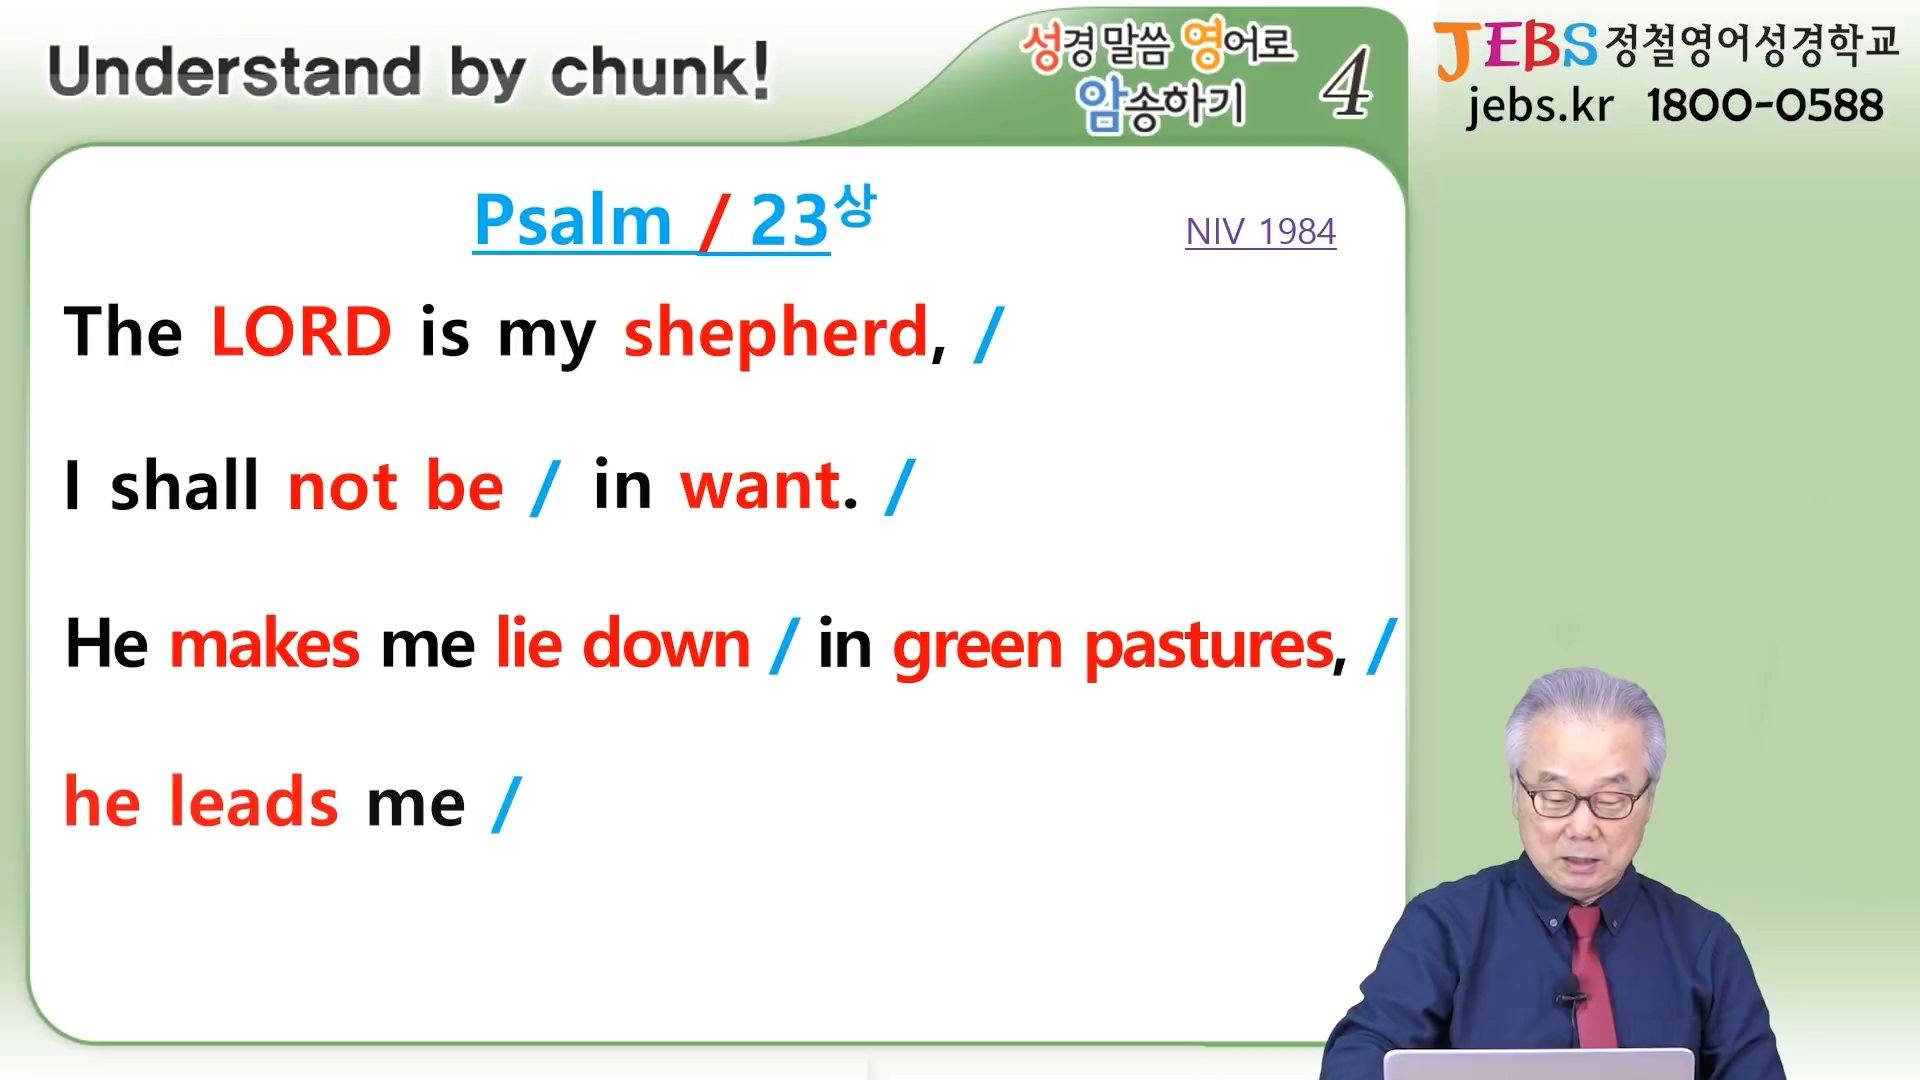 Understand by chunk!
성경 말씀 영어로
암송하기 4
JEBS 정철영어성경학교
jebs.kr 1800-0588
Psalm / 23상
NIV 1984
The LORD is my shepherd, /
I shall not be / in want. /
He makes me lie down / in green pastures, /
he leads me /